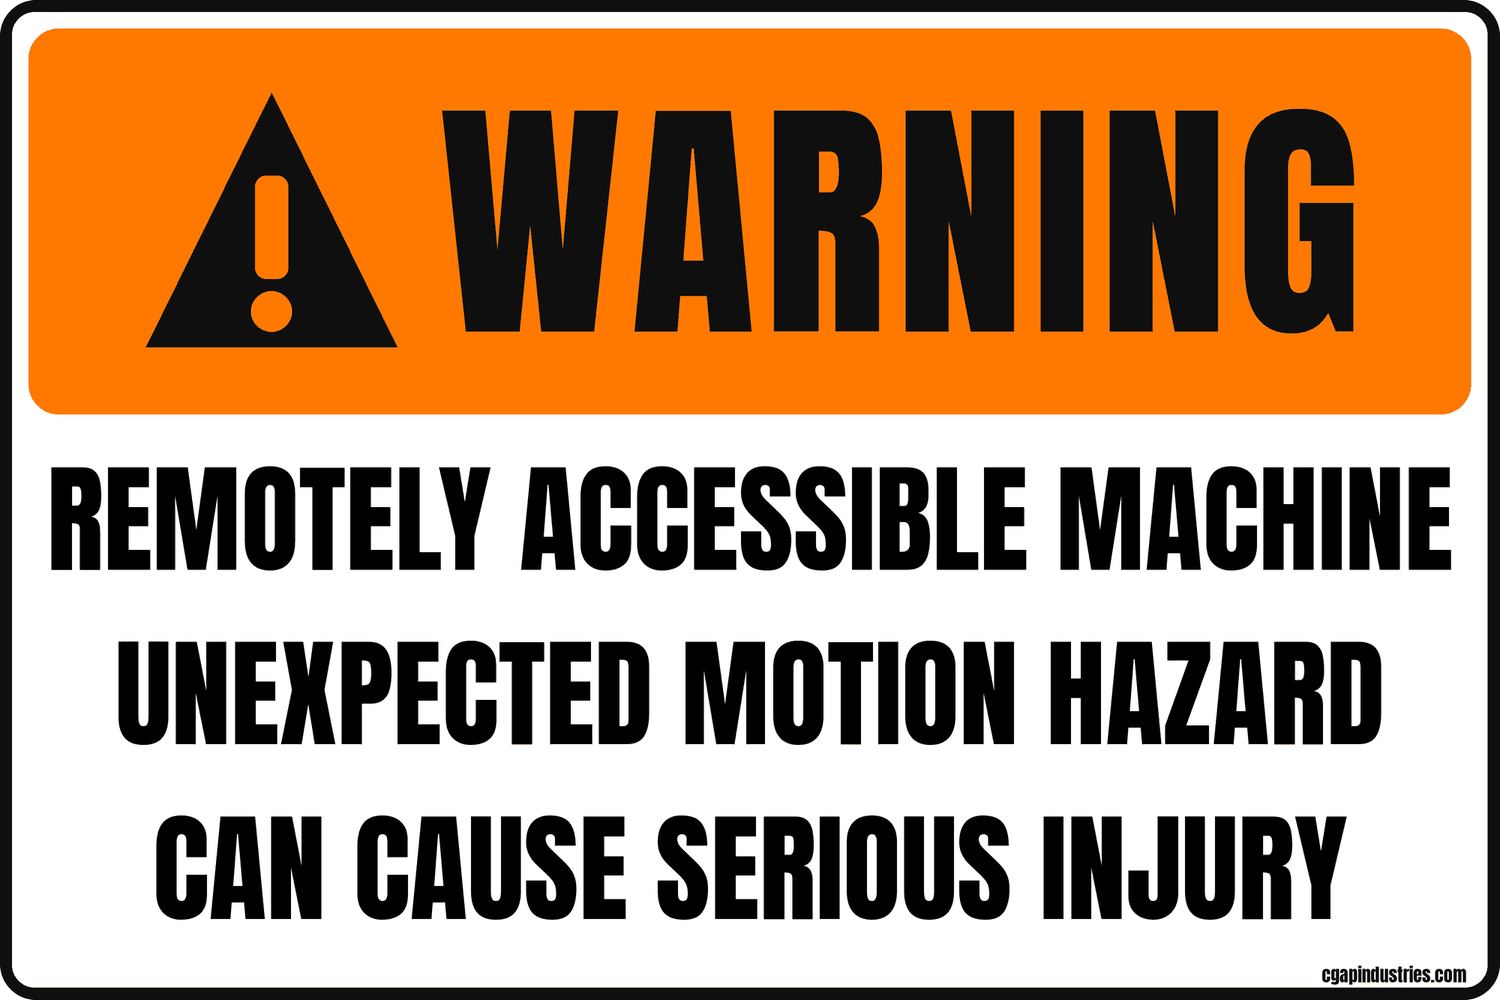 WARNING
REMOTELY ACCESSIBLE MACHINE
UNEXPECTED MOTION HAZARD
CAN CAUSE SERIOUS INJURY
cgapindustries.com